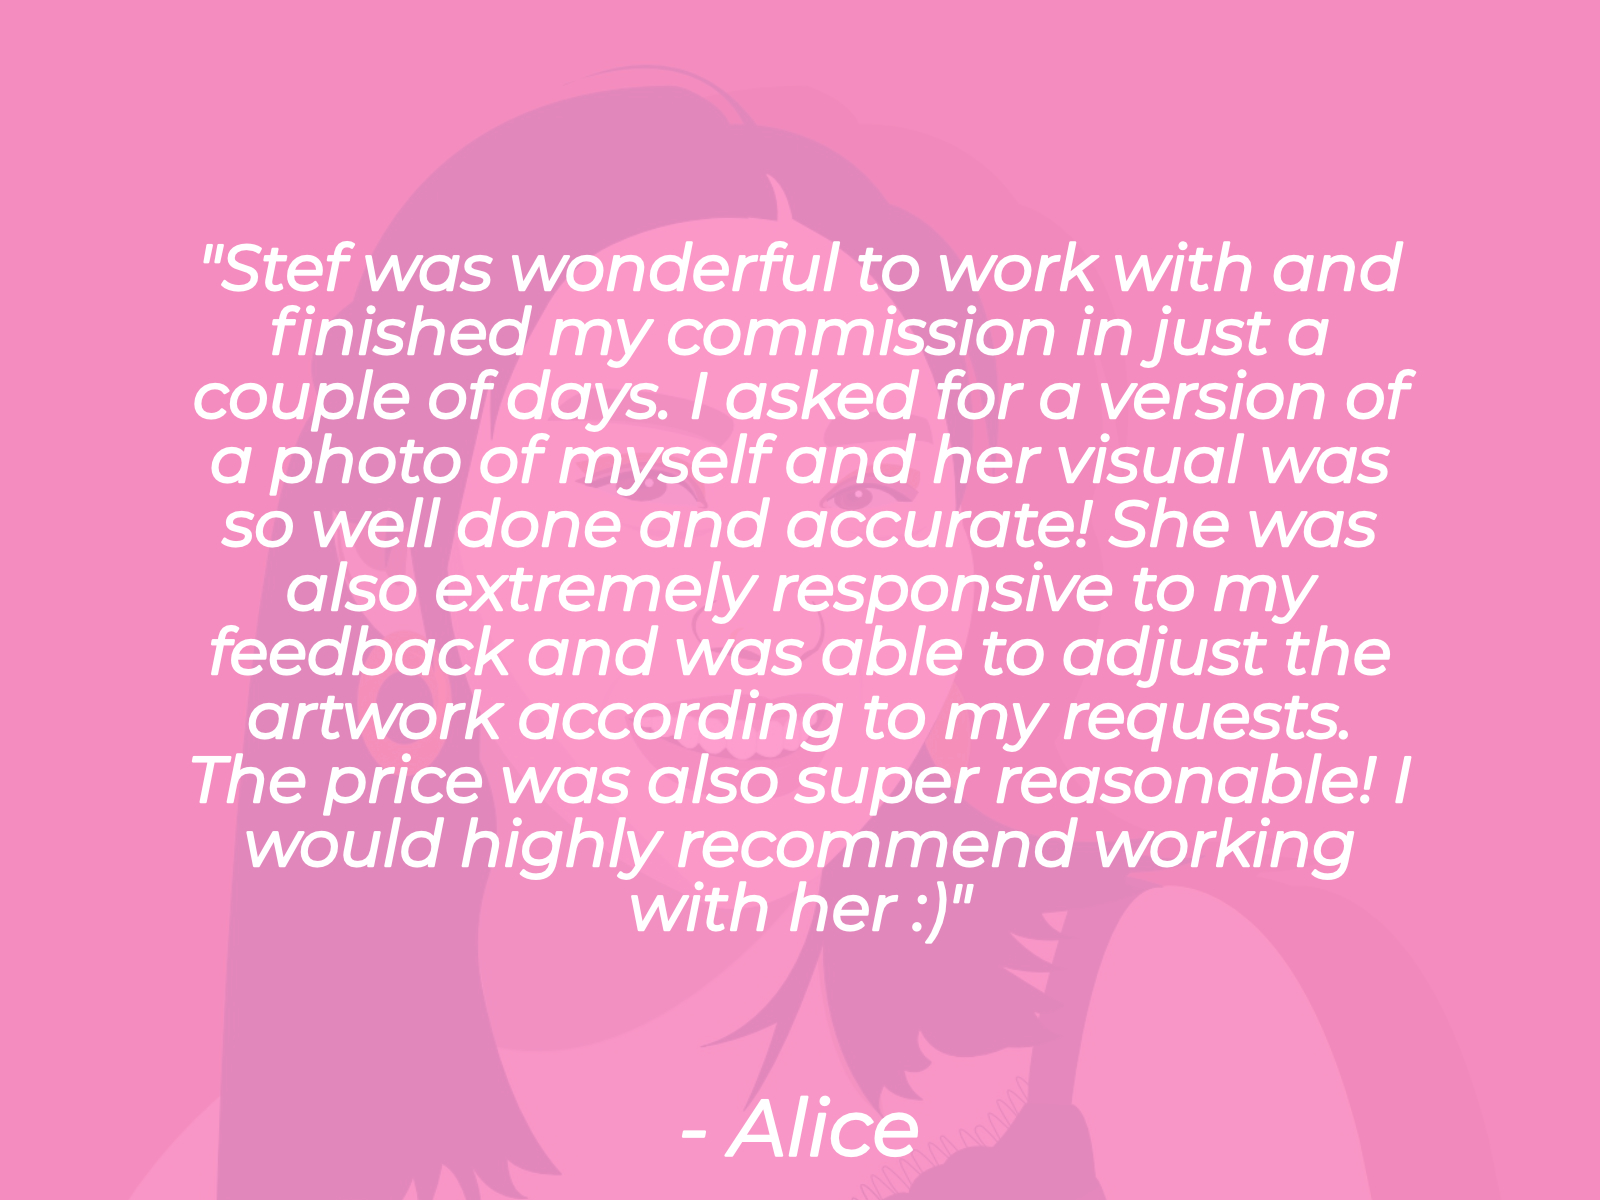 "Stef was wonderful to work with and
finished my commission in just a
couple of days. I asked for a version of
a photo of myself and her visual was
so well done and accurate! She was
also extremely responsive to my
feedback and was able to adjust the
artwork according to my requests.
The price was also super reasonable! I
would highly recommend working
with her :)"
- Alice